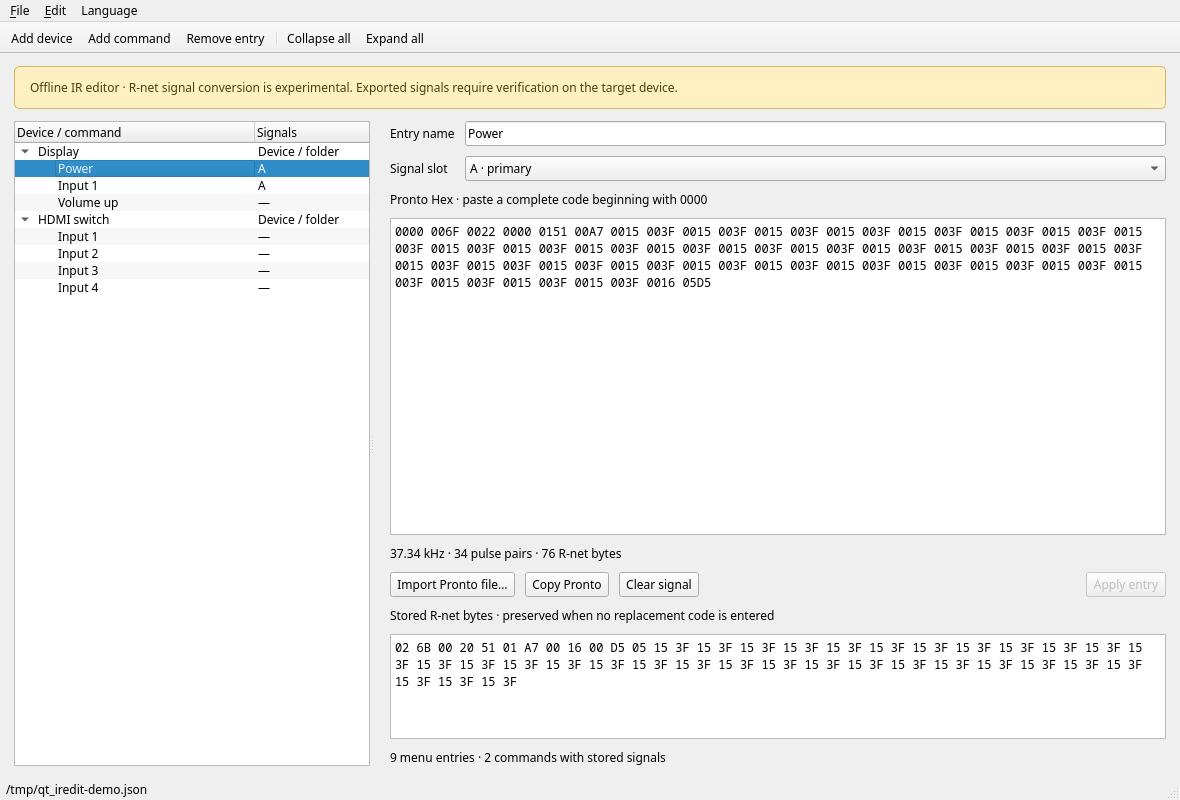 File Edit Language
Add device Add command Remove entry Collapse all Expand all
Offline IR editor · R-net signal conversion is experimental. Exported signals require verification on the target device.
Device / command Signals
Display Device / folder
Power A
Input 1 A
Volume up —
HDMI switch Device / folder
Input 1 —
Input 2 —
Input 3 —
Input 4 —
Entry name Power
Signal slot A · primary
Pronto Hex · paste a complete code beginning with 0000
0000 006F 0022 0000 0151 00A7 0015 003F 0015 003F 0015 003F 0015 003F 0015 003F 0015 003F 0015 003F 0015
003F 0015 003F 0015 003F 0015 003F 0015 003F 0015 003F 0015 003F 0015 003F 0015 003F 0015 003F 0015 003F
0015 003F 0015 003F 0015 003F 0015 003F 0015 003F 0015 003F 0015 003F 0015 003F 0015 003F 0015 003F 0015
003F 0015 003F 0015 003F 0015 003F 0016 05D5
37.34 kHz · 34 pulse pairs · 76 R-net bytes
Import Pronto file... Copy Pronto Clear signal Apply entry
Stored R-net bytes · preserved when no replacement code is entered
02 6B 00 20 51 01 A7 00 16 00 D5 05 15 3F 15 3F 15 3F 15 3F 15 3F 15 3F 15 3F 15 3F 15 3F 15 3F 15 3F 15
3F 15 3F 15 3F 15 3F 15 3F 15 3F 15 3F 15 3F 15 3F 15 3F 15 3F 15 3F 15 3F 15 3F 15 3F 15 3F 15 3F 15 3F
15 3F 15 3F 15 3F
9 menu entries · 2 commands with stored signals
/tmp/qt_iredit-demo.json